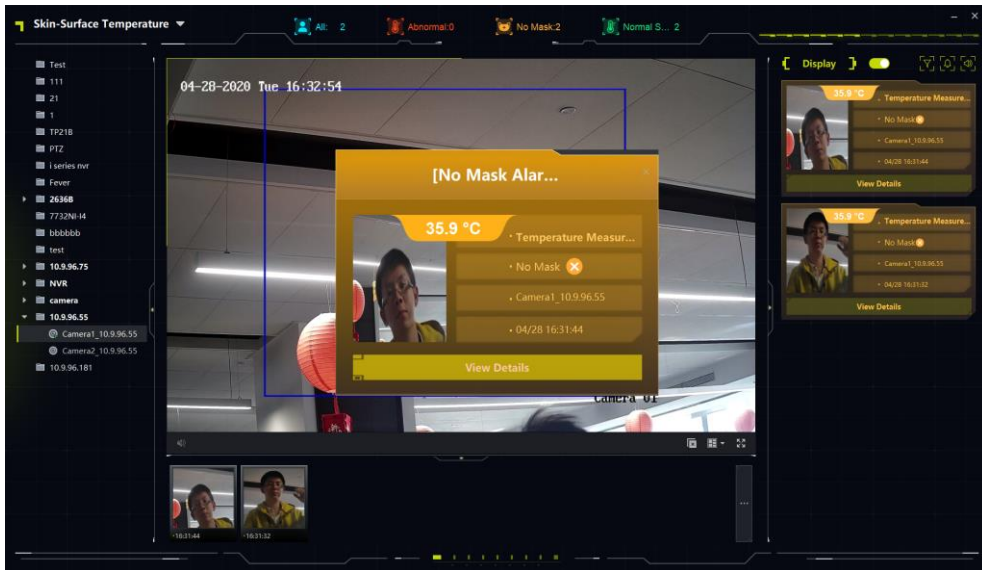 Skin-Surface Temperature
All: 2
Abnormal:0
No Mask:2
Normal S... 2
Test
111
21
1
TP21B
PTZ
i series nvr
Fever
2636B
7732NI-I4
bbbbbb
test
10.9.96.75
NVR
camera
10.9.96.55
Camera1_10.9.96.55
Camera2_10.9.96.55
10.9.96.181
04-28-2020 Tue 16:32:54
[No Mask Alar...
35.9 °C
Temperature Measur...
No Mask
Camera1_10.9.96.55
04/28 16:31:44
View Details
Camera 01
16:31:44
16:31:32
Display
35.9 °C
Temperature Measure...
No Mask
Camera1_10.9.96.55
04/28 16:31:44
View Details
35.9 °C
Temperature Measure...
No Mask
Camera1_10.9.96.55
04/28 16:31:32
View Details